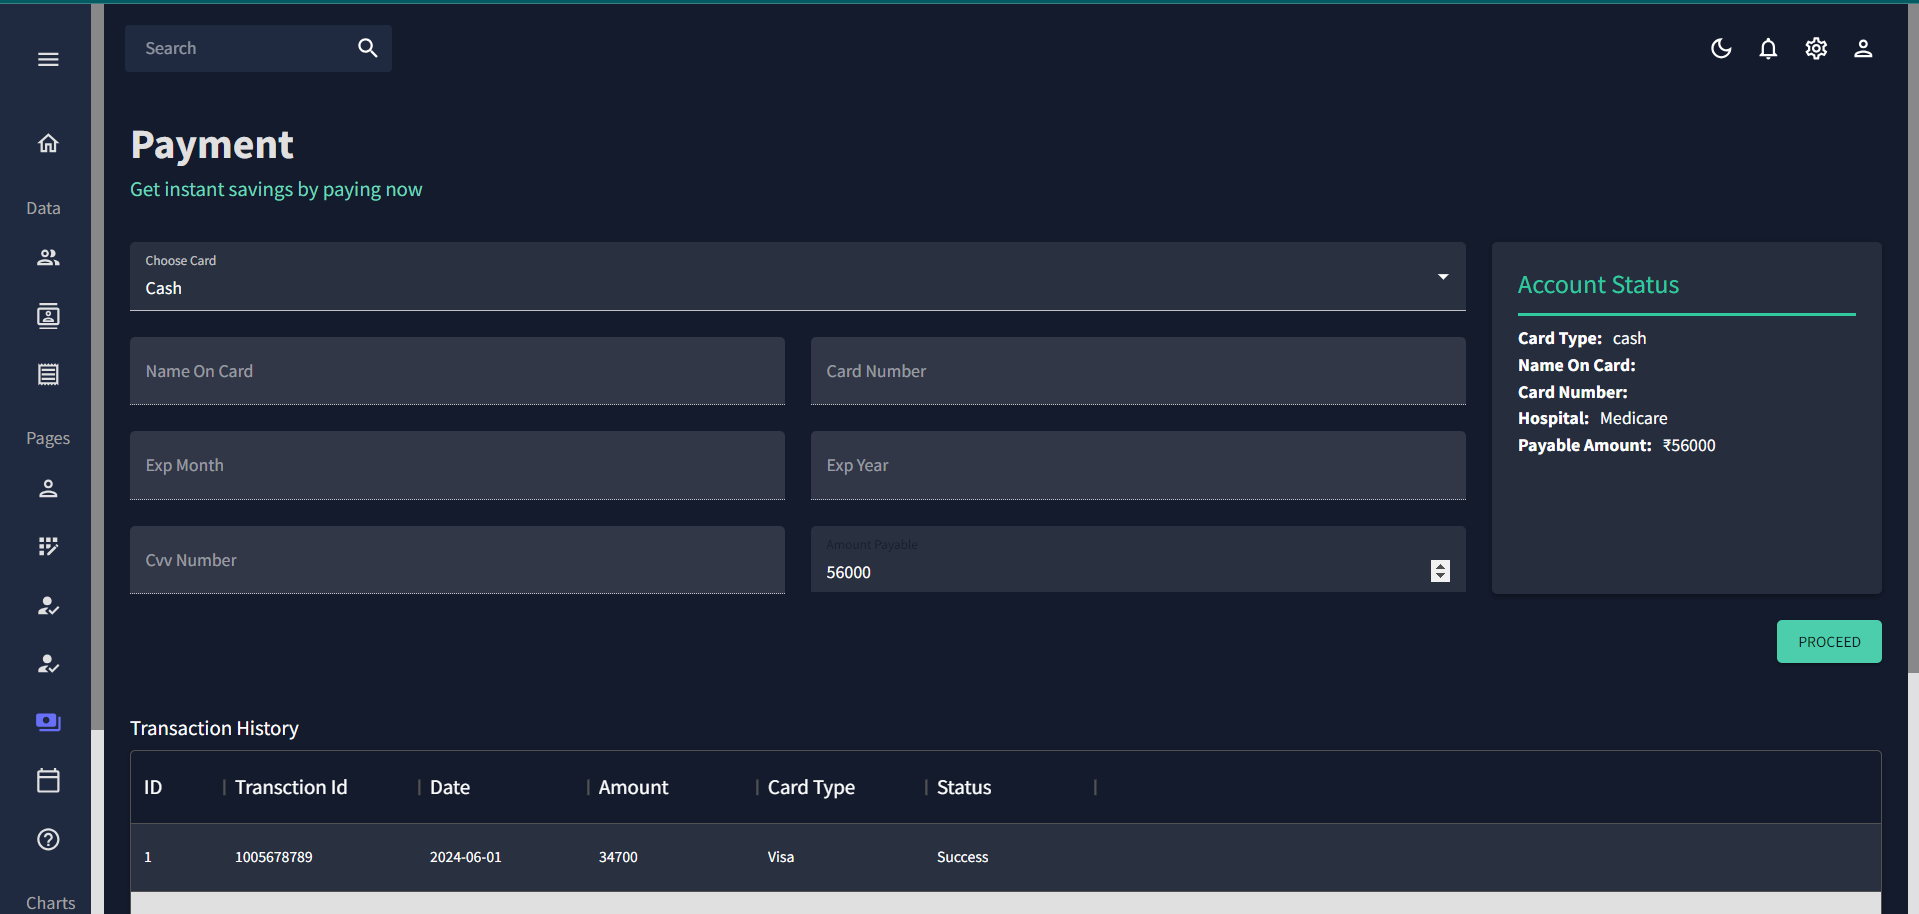 Search
Payment
Get instant savings by paying now
Data
Pages
Charts
Choose Card
Cash
Name On Card
Card Number
Exp Month
Exp Year
Cvv Number
Amount Payable
56000
Account Status
Card Type: cash
Name On Card:
Card Number:
Hospital: Medicare
Payable Amount: ₹56000
PROCEED
Transaction History
ID Transction Id Date Amount Card Type Status
1 1005678789 2024-06-01 34700 Visa Success